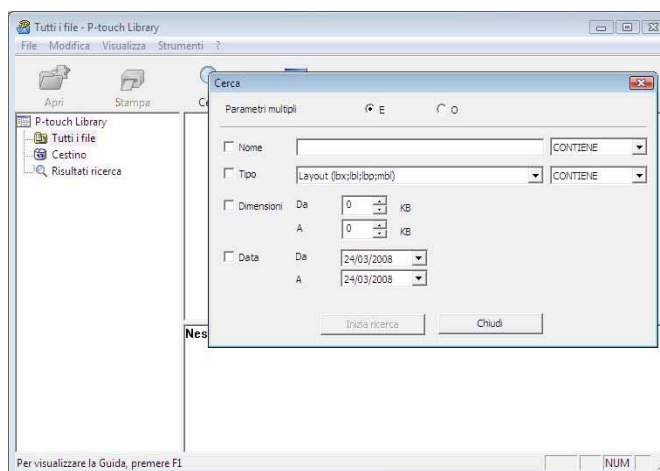 Tutti i file - P-touch Library
File Modifica Visualizza Strumenti ?
Apri Stampa
Cerca
Parametri multipli E O
Nome CONTIENE
Tipo Layout (lbx;lbl;lbp;mbl) CONTIENE
Dimensioni Da 0 KB
A 0 KB
Data Da 24/03/2008
A 24/03/2008
Inizia ricerca Chiudi
P-touch Library
Tutti i file
Cestino
Risultati ricerca
Nes
Per visualizzare la Guida, premere F1 NUM